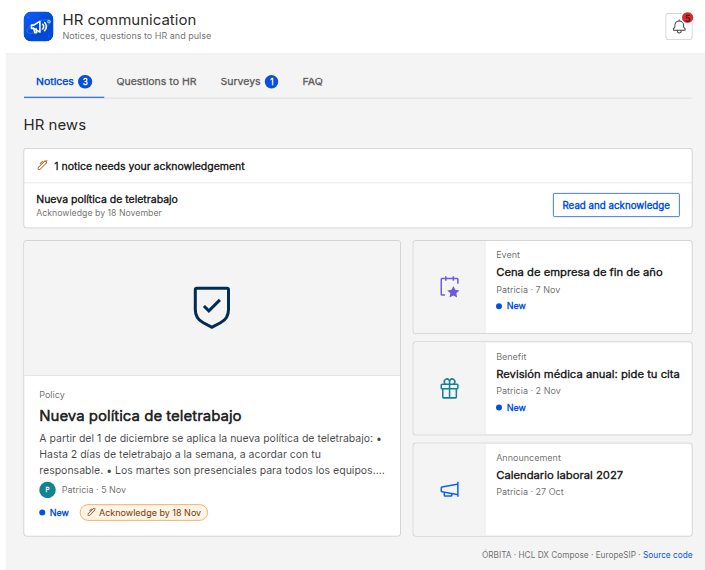 HR communication
Notices, questions to HR and pulse
5
Notices 3
Questions to HR
Surveys 1
FAQ
HR news
1 notice needs your acknowledgement
Nueva política de teletrabajo
Acknowledge by 18 November
Read and acknowledge
Policy
Nueva política de teletrabajo
A partir del 1 de diciembre se aplica la nueva política de teletrabajo: •
Hasta 2 días de teletrabajo a la semana, a acordar con tu
responsable. • Los martes son presenciales para todos los equipos....
P Patricia · 5 Nov
New
Acknowledge by 18 Nov
Event
Cena de empresa de fin de año
Patricia · 7 Nov
New
Benefit
Revisión médica anual: pide tu cita
Patricia · 2 Nov
New
Announcement
Calendario laboral 2027
Patricia · 27 Oct
ÓRBITA · HCL DX Compose · EuropeSIP · Source code